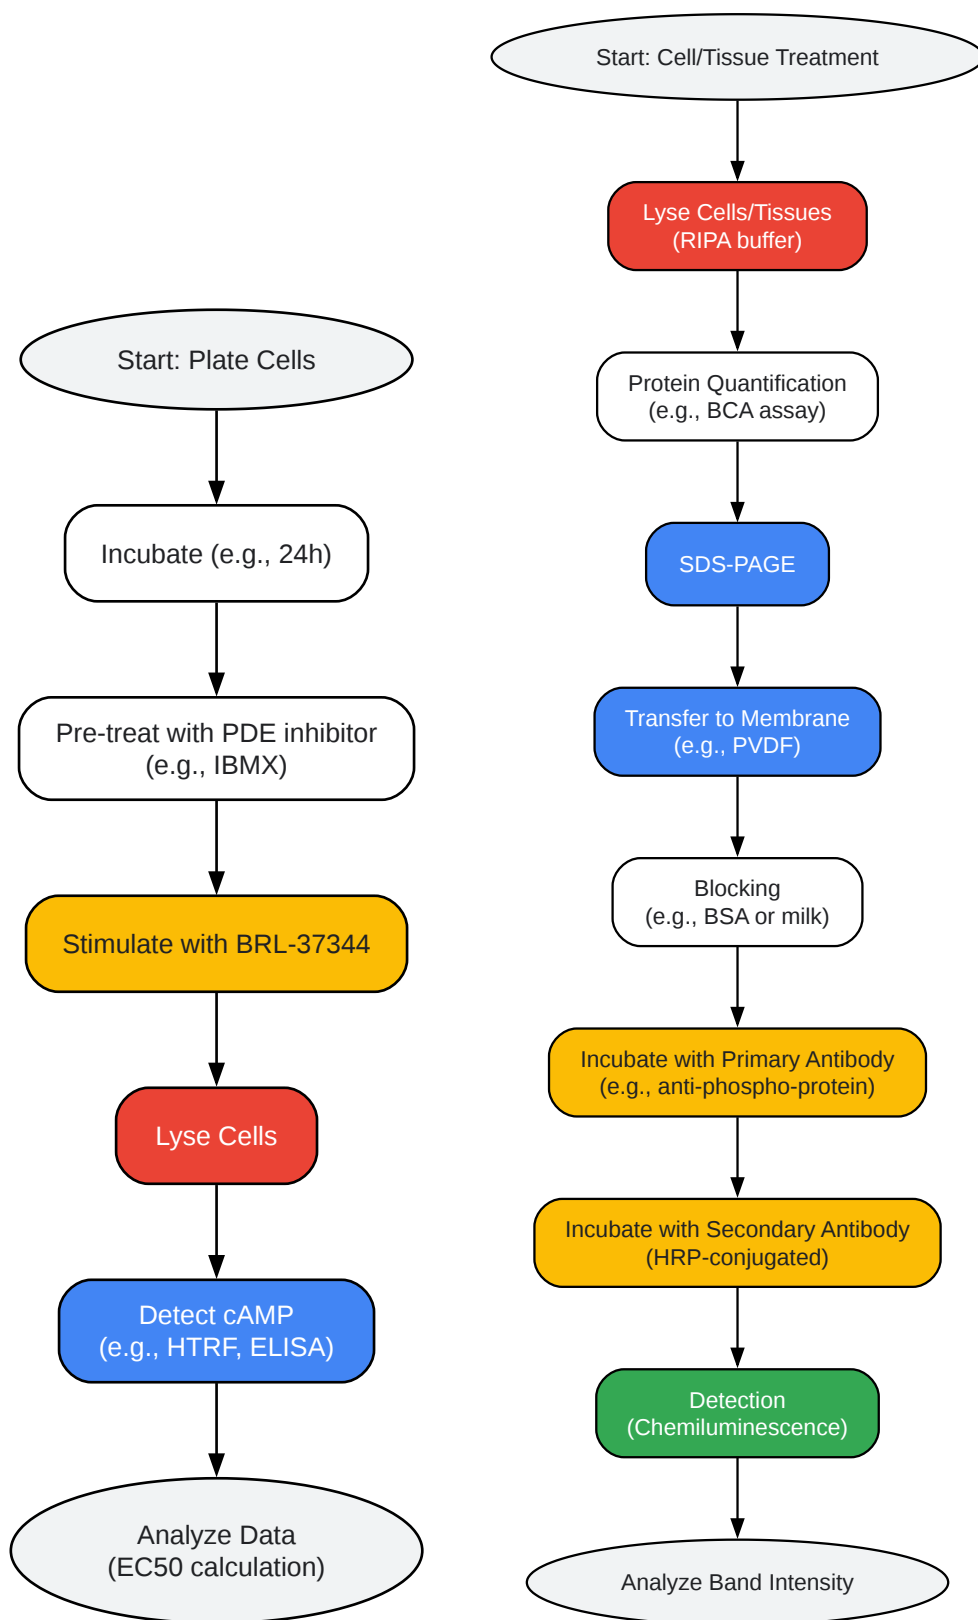 Start: Plate Cells
Incubate (e.g., 24h)
Pre-treat with PDE inhibitor
(e.g., IBMX)
Stimulate with BRL-37344
Lyse Cells
Detect cAMP
(e.g., HTRF, ELISA)
Analyze Data
(EC50 calculation)
Start: Cell/Tissue Treatment
Lyse Cells/Tissues
(RIPA buffer)
Protein Quantification
(e.g., BCA assay)
SDS-PAGE
Transfer to Membrane
(e.g., PVDF)
Blocking
(e.g., BSA or milk)
Incubate with Primary Antibody
(e.g., anti-phospho-protein)
Incubate with Secondary Antibody
(HRP-conjugated)
Detection
(Chemiluminescence)
Analyze Band Intensity